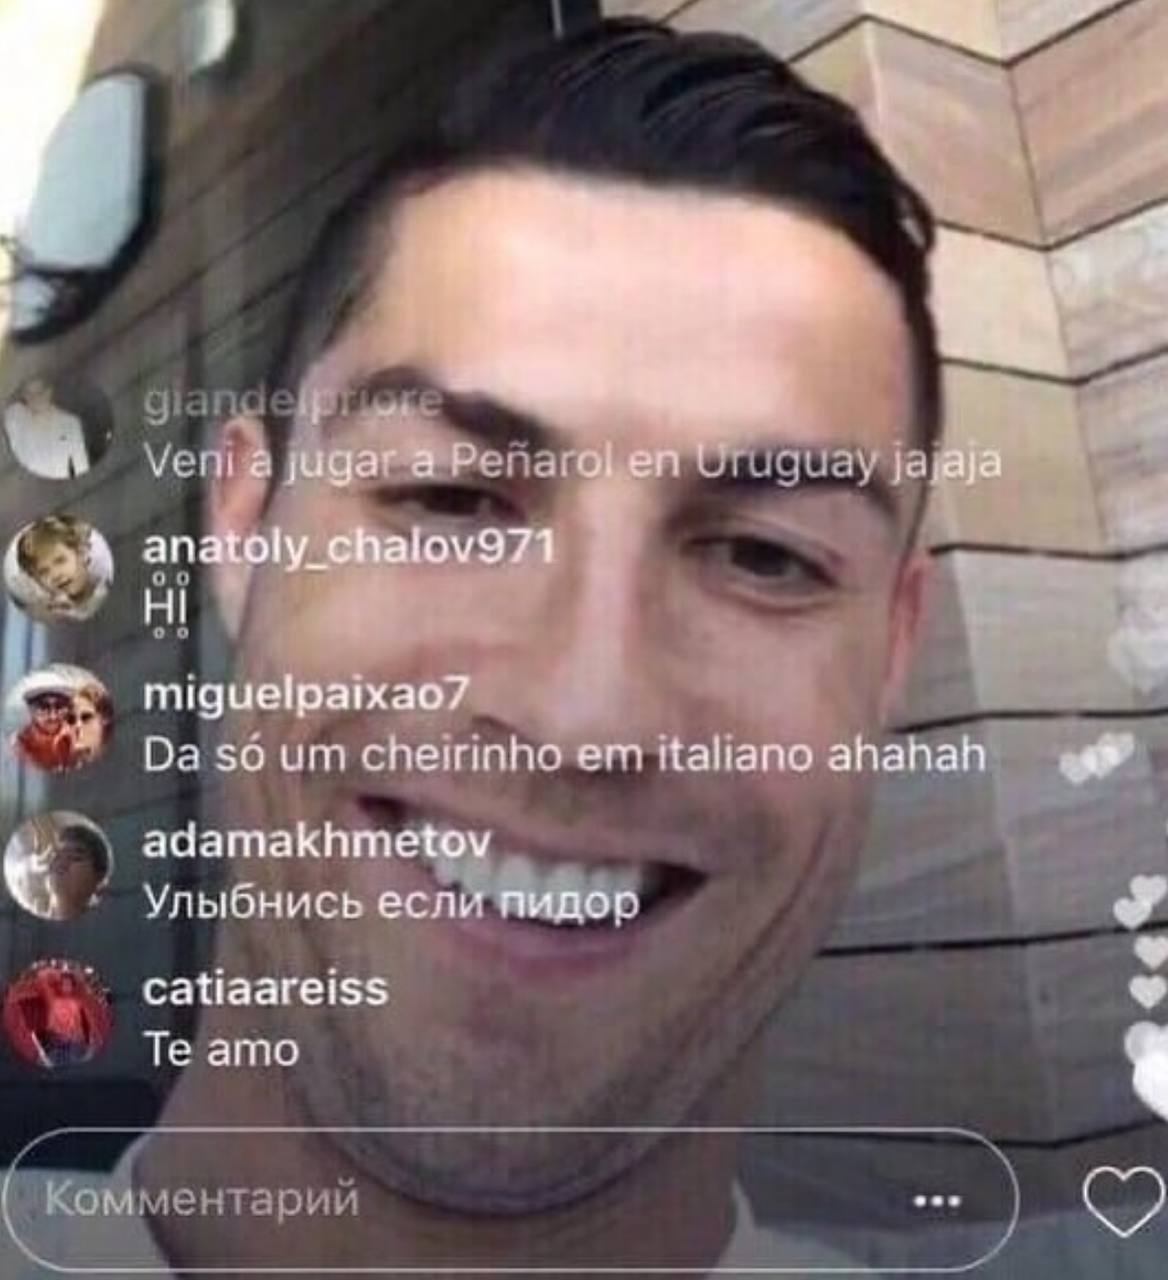 giandelpriore
Veni a jugar a Peñarol en Uruguay jajaja
anatoly_chalov971
H̥̊I̥̊
miguelpaixao7
Da só um cheirinho em italiano ahahah
adamakhmetov
Улыбнись если пидор
catiaareiss
Te amo
Комментарий